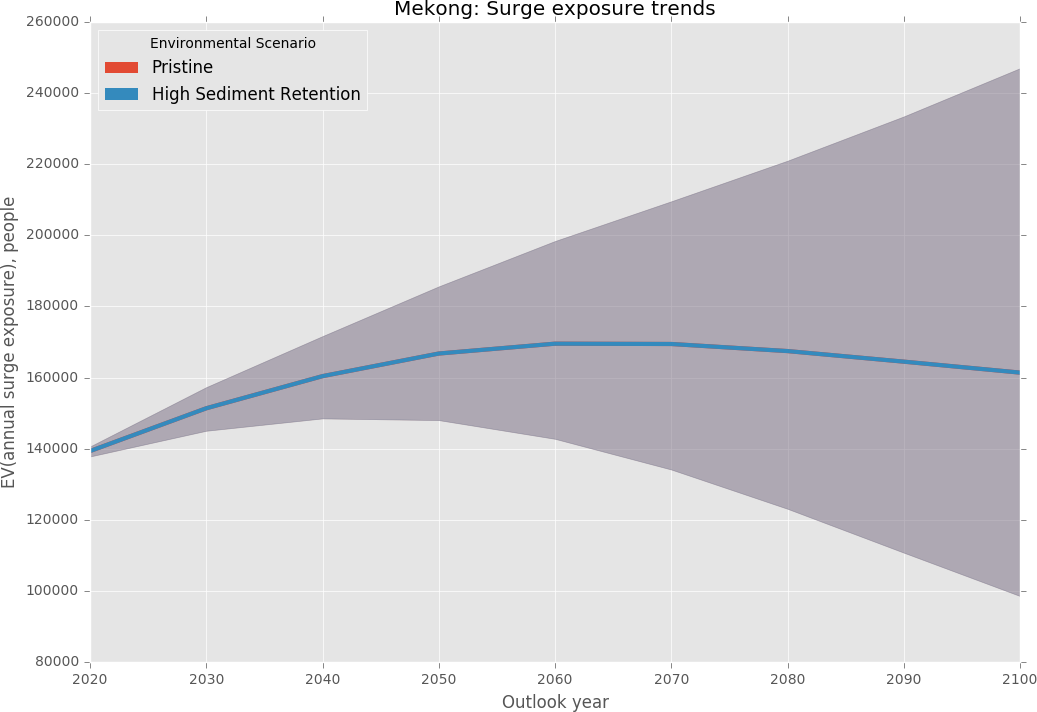 Mekong: Surge exposure trends
Environmental Scenario
Pristine
High Sediment Retention
EV(annual surge exposure), people
260000
240000
220000
200000
180000
160000
140000
120000
100000
80000
2020 2030 2040 2050 2060 2070 2080 2090 2100
Outlook year